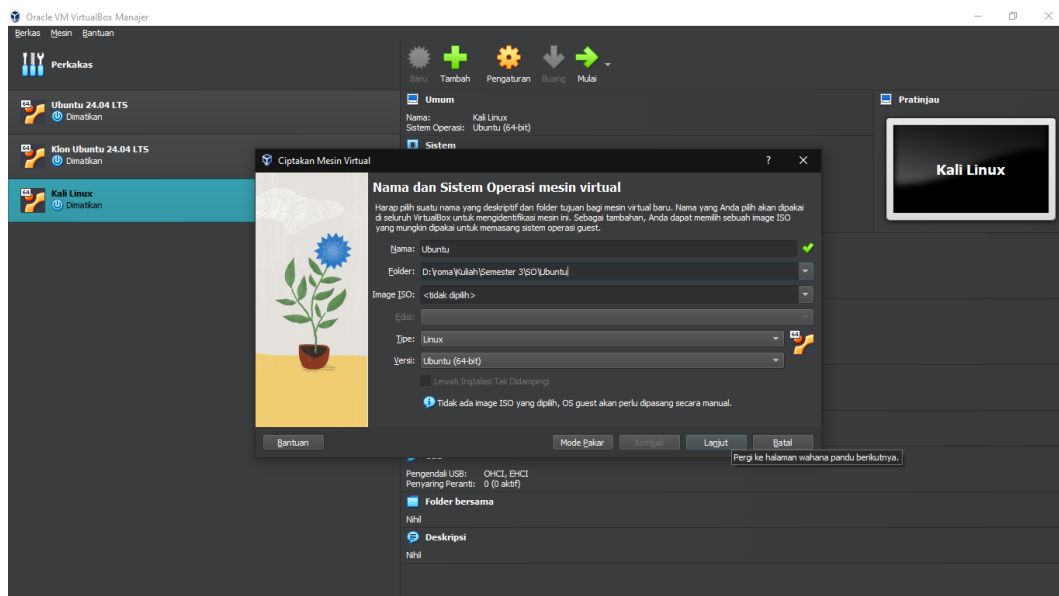 Oracle VM VirtualBox Manajer
Berkas Mesin Bantuan
Perkakas
Baru Tambah Pengaturan Buang Mulai
64 Ubuntu 24.04 LTS
Dimatikan
64 Klon Ubuntu 24.04 LTS
Dimatikan
64 Kali Linux
Dimatikan
Umum
Nama: Kali Linux
Sistem Operasi: Ubuntu (64-bit)
Sistem
Pratinjau
Kali Linux
Ciptakan Mesin Virtual
Nama dan Sistem Operasi mesin virtual
Harap pilih suatu nama yang deskriptif dan folder tujuan bagi mesin virtual baru. Nama yang Anda pilih akan dipakai
di seluruh VirtualBox untuk mengidentifikasi mesin ini. Sebagai tambahan, Anda dapat memilih sebuah image ISO
yang mungkin dipakai untuk memasang sistem operasi guest.
Nama: Ubuntu
Folder: D:\roma\Kuliah\Semester 3\SO\Ubuntu
Image ISO: <tidak dipilih>
Edisi:
Tipe: Linux
64
Versi: Ubuntu (64-bit)
Lewati Instalasi Tak Didampingi
Tidak ada image ISO yang dipilih, OS guest akan perlu dipasang secara manual.
Bantuan Mode Pakar Kembali Lanjut Batal
Pergi ke halaman wahana pandu berikutnya.
Pengendali USB: OHCI, EHCI
Penyaring Peranti: 0 (0 aktif)
Folder bersama
Nihil
Deskripsi
Nihil